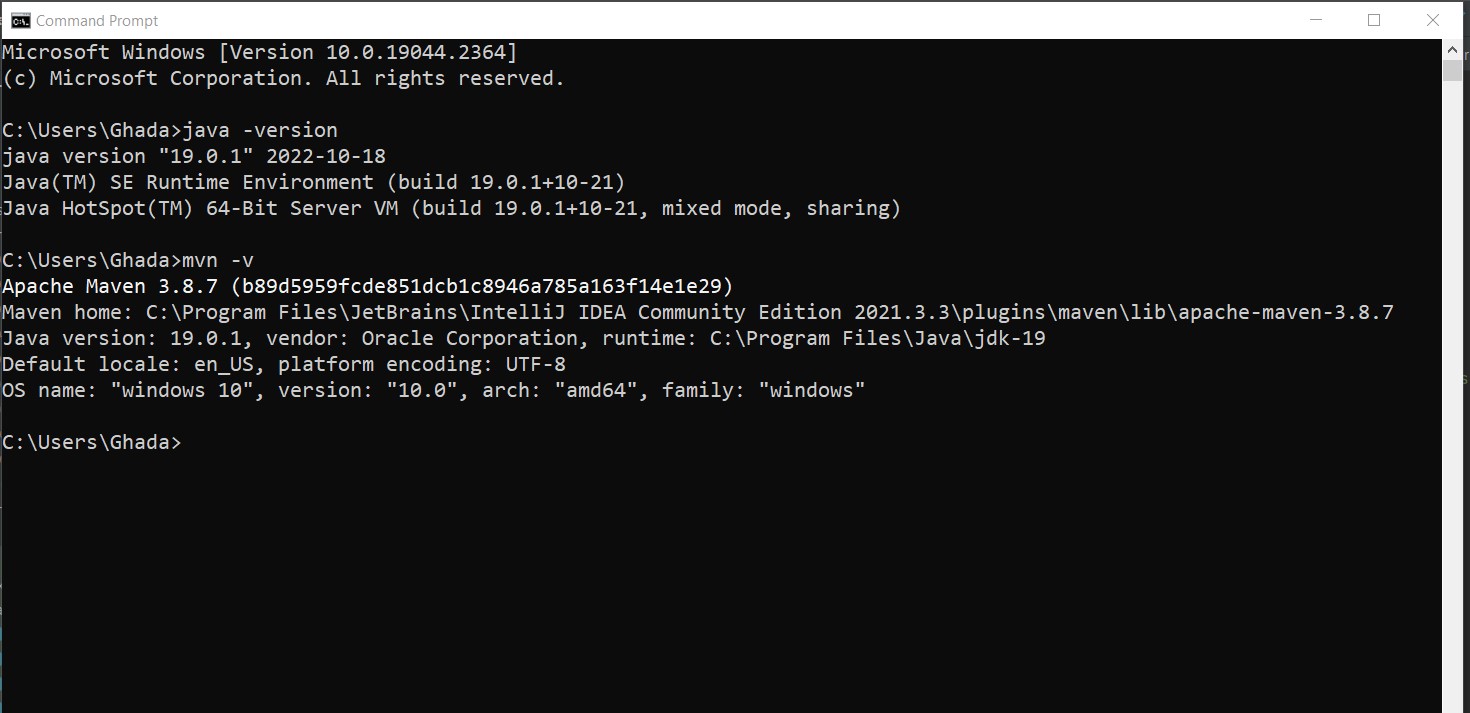 Command Prompt
Microsoft Windows [Version 10.0.19044.2364]
(c) Microsoft Corporation. All rights reserved.
C:\Users\Ghada>java -version
java version "19.0.1" 2022-10-18
Java(TM) SE Runtime Environment (build 19.0.1+10-21)
Java HotSpot(TM) 64-Bit Server VM (build 19.0.1+10-21, mixed mode, sharing)
C:\Users\Ghada>mvn -v
Apache Maven 3.8.7 (b89d5959fcde851dcb1c8946a785a163f14e1e29)
Maven home: C:\Program Files\JetBrains\IntelliJ IDEA Community Edition 2021.3.3\plugins\maven\lib\apache-maven-3.8.7
Java version: 19.0.1, vendor: Oracle Corporation, runtime: C:\Program Files\Java\jdk-19
Default locale: en_US, platform encoding: UTF-8
OS name: "windows 10", version: "10.0", arch: "amd64", family: "windows"
C:\Users\Ghada>